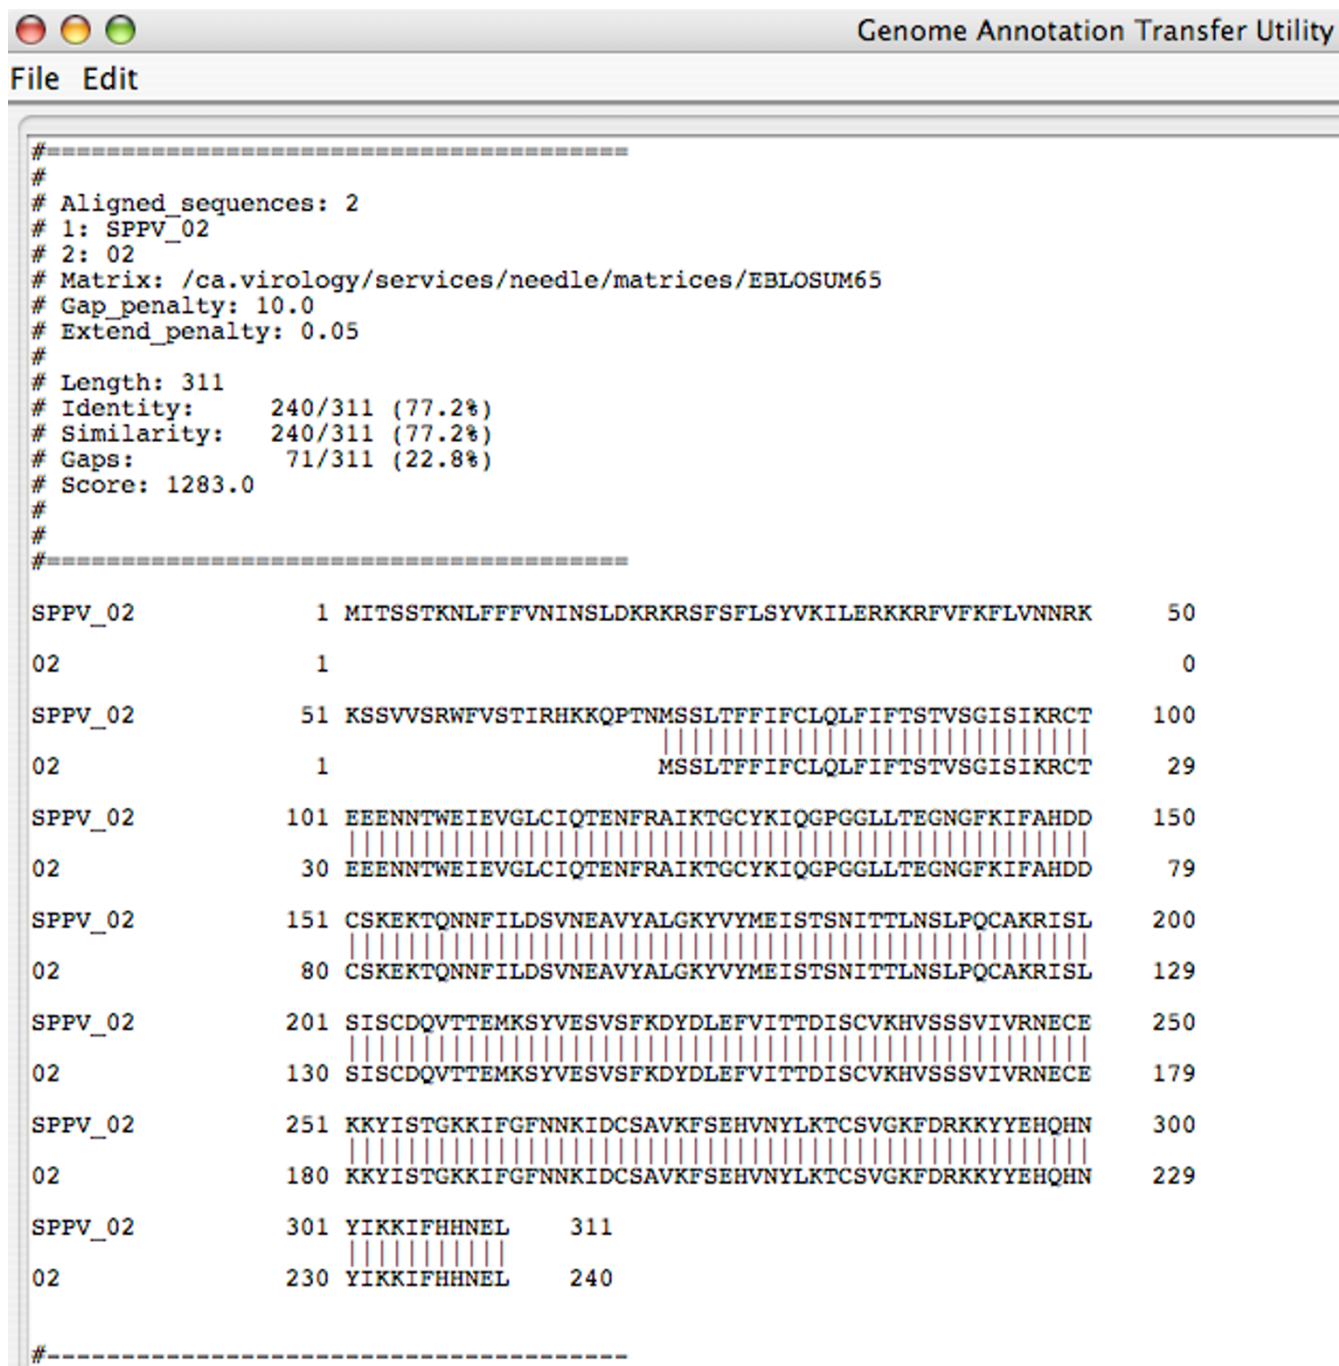 Genome Annotation Transfer Utility
File Edit
#=======================================
#
# Aligned_sequences: 2
# 1: SPPV_02
# 2: 02
# Matrix: /ca.virology/services/needle/matrices/EBLOSUM65
# Gap_penalty: 10.0
# Extend_penalty: 0.05
#
# Length: 311
# Identity:     240/311 (77.2%)
# Similarity:   240/311 (77.2%)
# Gaps:          71/311 (22.8%)
# Score: 1283.0
#
#
#=======================================
SPPV_02            1 MITSSTKNLFFFVNINSLDKRKRSFSFLSYVKILERKKRFVFKFLVNNRK     50
02                 1                                                         0
SPPV_02           51 KSSVVSRWFVSTIRHKKQPTNMSSLTFFIFCLQLFIFTSTVSGISIKRCT    100
                                          |||||||||||||||||||||||||||||
02                 1                      MSSLTFFIFCLQLFIFTSTVSGISIKRCT     29
SPPV_02          101 EEENNTWEIEVGLCIQTENFRAIKTGCYKIQGPGGLLTEGNGFKIFAHDD    150
                     ||||||||||||||||||||||||||||||||||||||||||||||||||
02                30 EEENNTWEIEVGLCIQTENFRAIKTGCYKIQGPGGLLTEGNGFKIFAHDD     79
SPPV_02          151 CSKEKTQNNFILDSVNEAVYALGKYVYMEISTSNITTLNSLPQCAKRISL    200
                     ||||||||||||||||||||||||||||||||||||||||||||||||||
02                80 CSKEKTQNNFILDSVNEAVYALGKYVYMEISTSNITTLNSLPQCAKRISL    129
SPPV_02          201 SISCDQVTTEMKSYVESVSFKDYDLEFVITTDISCVKHVSSSVIVRNECE    250
                     ||||||||||||||||||||||||||||||||||||||||||||||||||
02               130 SISCDQVTTEMKSYVESVSFKDYDLEFVITTDISCVKHVSSSVIVRNECE    179
SPPV_02          251 KKYISTGKKIFGFNNKIDCSAVKFSEHVNYLKTCSVGKFDRKKYYEHQHN    300
                     ||||||||||||||||||||||||||||||||||||||||||||||||||
02               180 KKYISTGKKIFGFNNKIDCSAVKFSEHVNYLKTCSVGKFDRKKYYEHQHN    229
SPPV_02          301 YIKKIFHHNEL    311
                     |||||||||||
02               230 YIKKIFHHNEL    240
#---------------------------------------